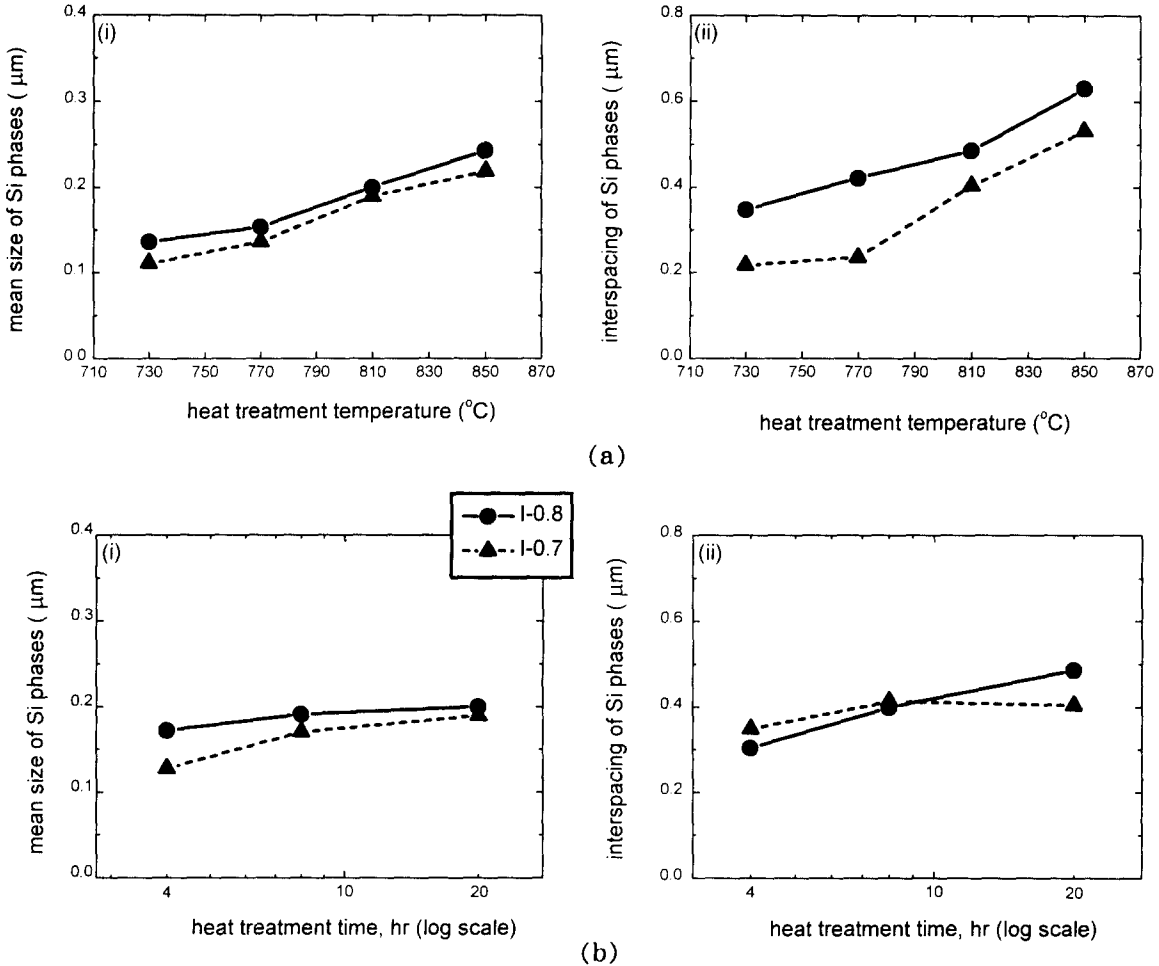 (i)
mean size of Si phases ( μm)
0.4
0.3
0.2
0.1
0.0
710 730 750 770 790 810 830 850 870
heat treatment temperature (°C)
(ii)
interspacing of Si phases ( μm)
0.8
0.6
0.4
0.2
0.0
710 730 750 770 790 810 830 850 870
heat treatment temperature (°C)
(a)
I-0.8
I-0.7
(i)
mean size of Si phases ( μm)
0.4
0.3
0.2
0.1
0.0
4 10 20
heat treatment time, hr (log scale)
(ii)
interspacing of Si phases ( μm)
0.8
0.6
0.4
0.2
0.0
4 10 20
heat treatment time, hr (log scale)
(b)